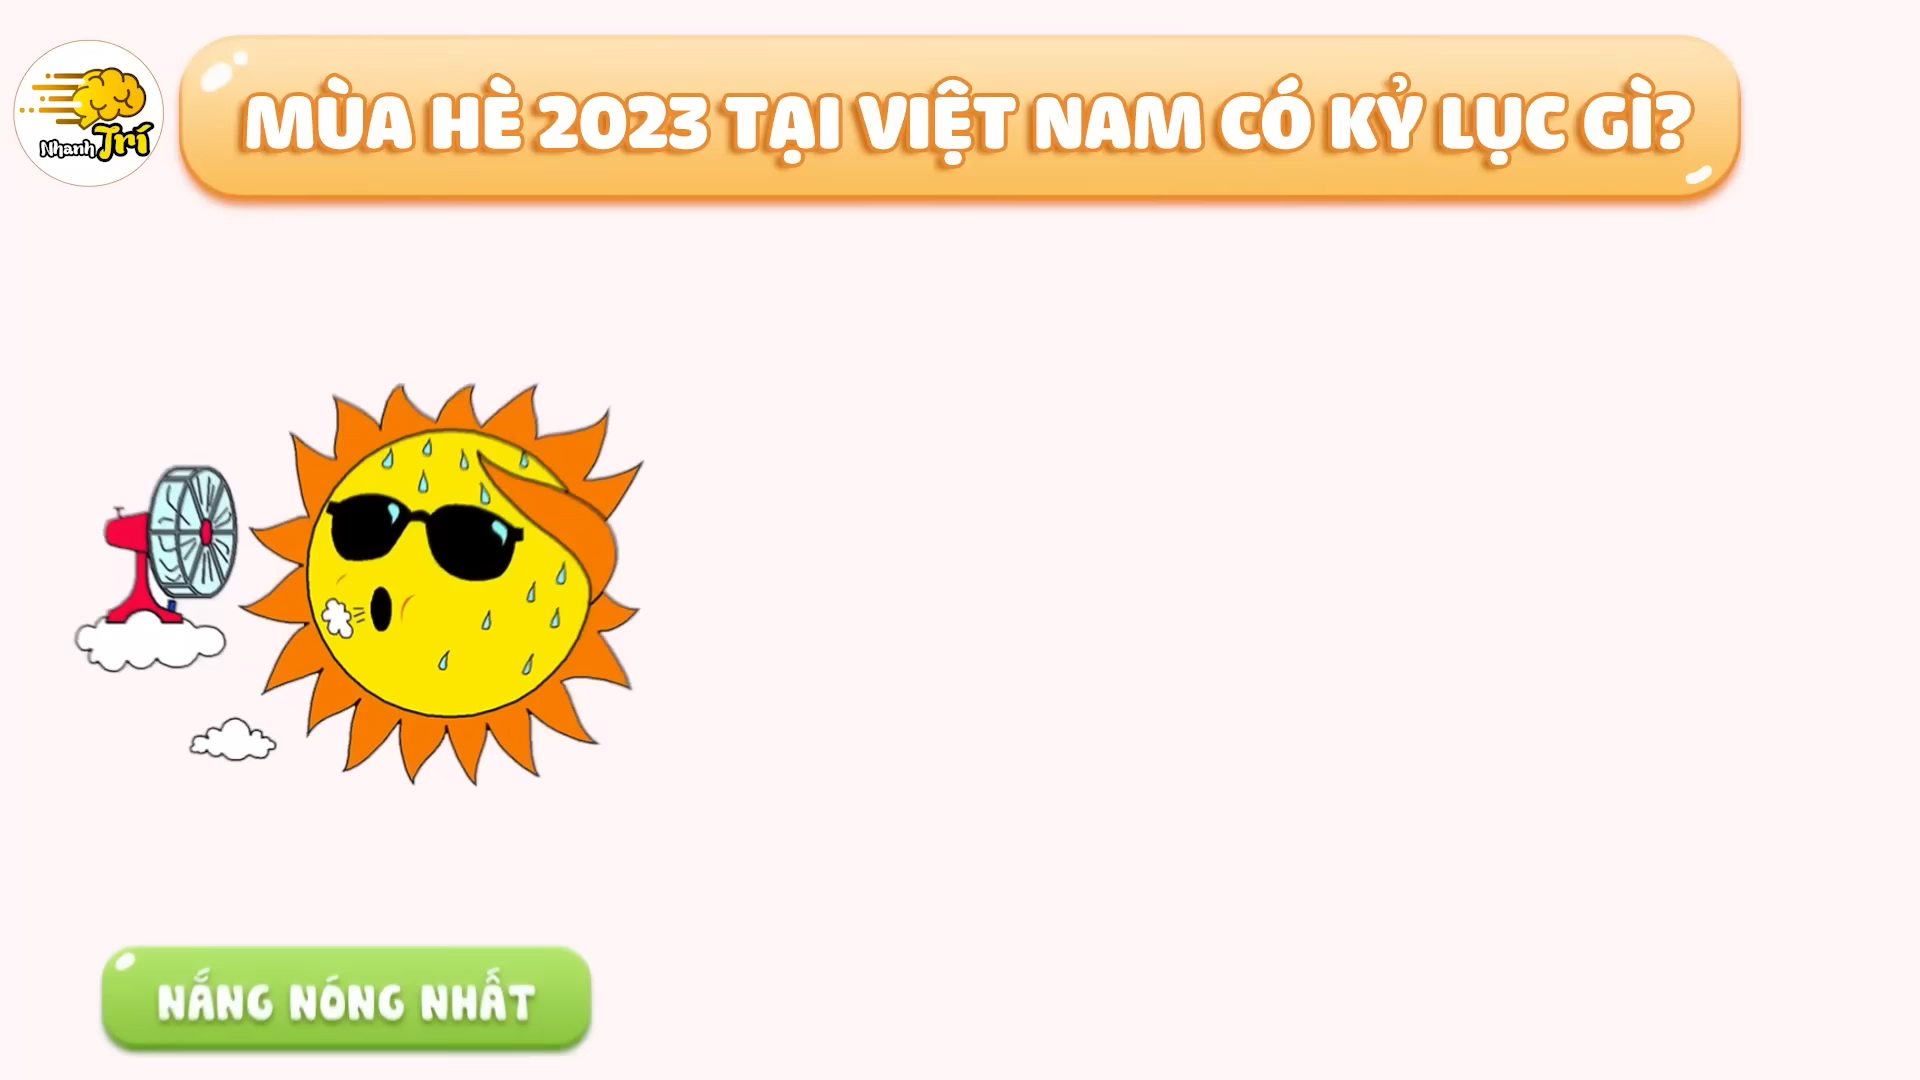 Nhanh Trí
MÙA HÈ 2023 TẠI VIỆT NAM CÓ KỶ LỤC GÌ?
NẮNG NÓNG NHẤT